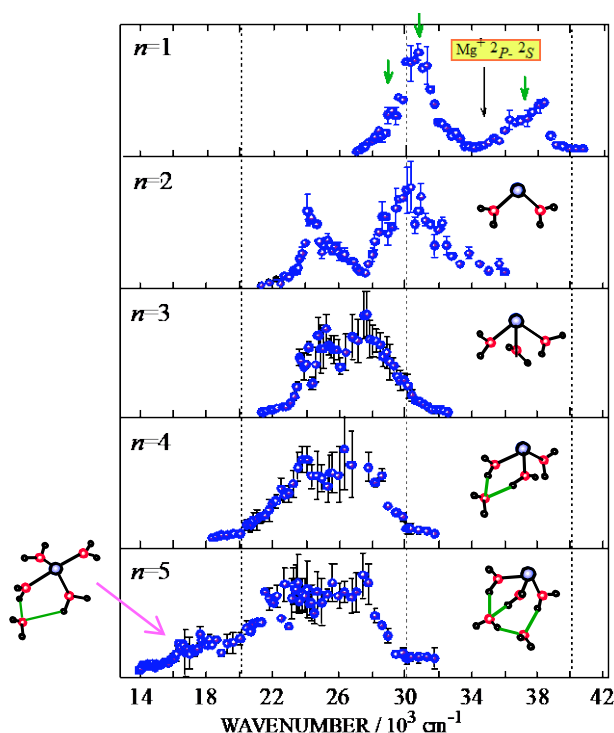 n=1
Mg⁺ ²P- ²S
n=2
n=3
n=4
n=5
14 18 22 26 30 34 38 42
WAVENUMBER / 10³ cm⁻¹